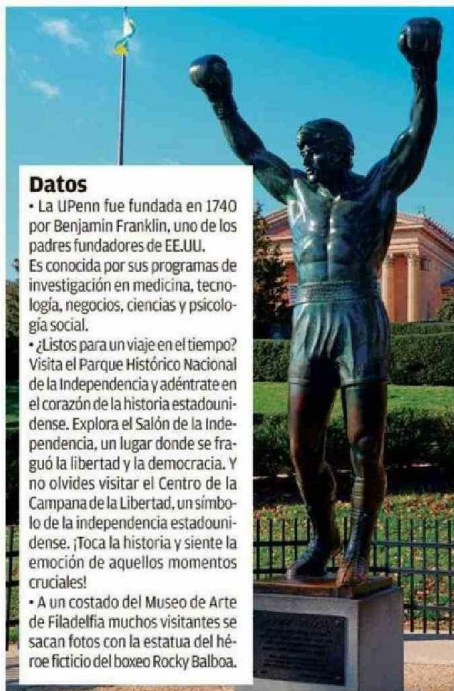 Datos
• La UPenn fue fundada en 1740
por Benjamin Franklin, uno de los
padres fundadores de EE.UU.
Es conocida por sus programas de
investigación en medicina, tecno-
logía, negocios, ciencias y psicolo-
gía social.
• ¿Listos para un viaje en el tiempo?
Visita el Parque Histórico Nacional
de la Independencia y adéntrate en
el corazón de la historia estadouni-
dense. Explora el Salón de la Inde-
pendencia, un lugar donde se fra-
guó la libertad y la democracia. Y
no olvides visitar el Centro de la
Campana de la Libertad, un símbo-
lo de la independencia estadouni-
dense. ¡Toca la historia y siente la
emoción de aquellos momentos
cruciales!
• A un costado del Museo de Arte
de Filadelfia muchos visitantes se
sacan fotos con la estatua del hé-
roe ficticio del boxeo Rocky Balboa.